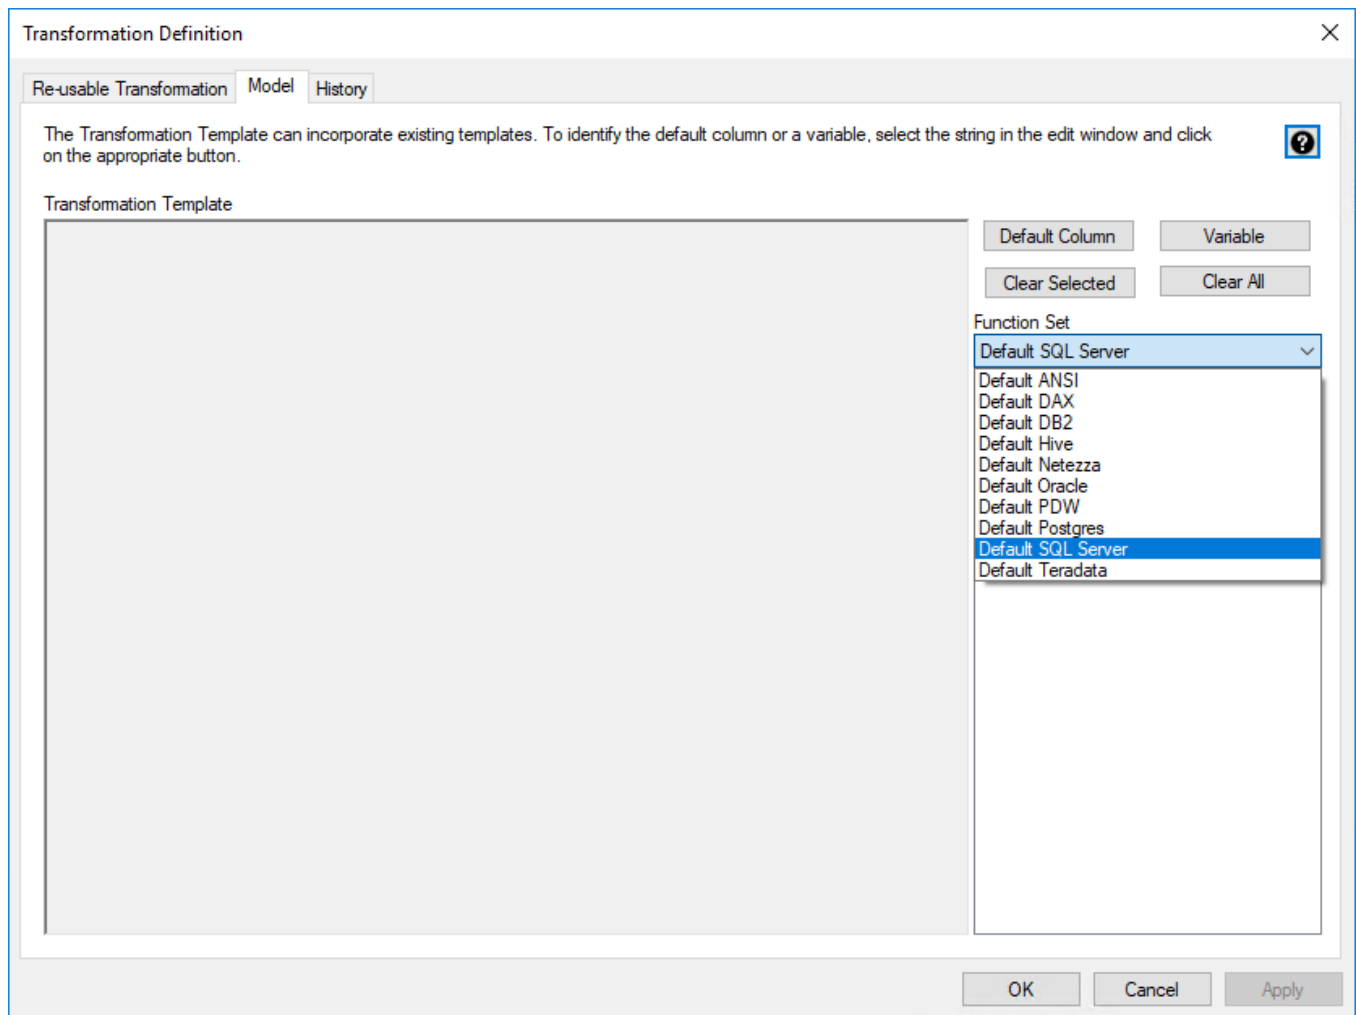 Transformation Definition
Re-usable Transformation Model History
The Transformation Template can incorporate existing templates. To identify the default column or a variable, select the string in the edit window and click
on the appropriate button.
Transformation Template
Default Column Variable
Clear Selected Clear All
Function Set
Default SQL Server
Default ANSI
Default DAX
Default DB2
Default Hive
Default Netezza
Default Oracle
Default PDW
Default Postgres
Default SQL Server
Default Teradata
OK Cancel Apply